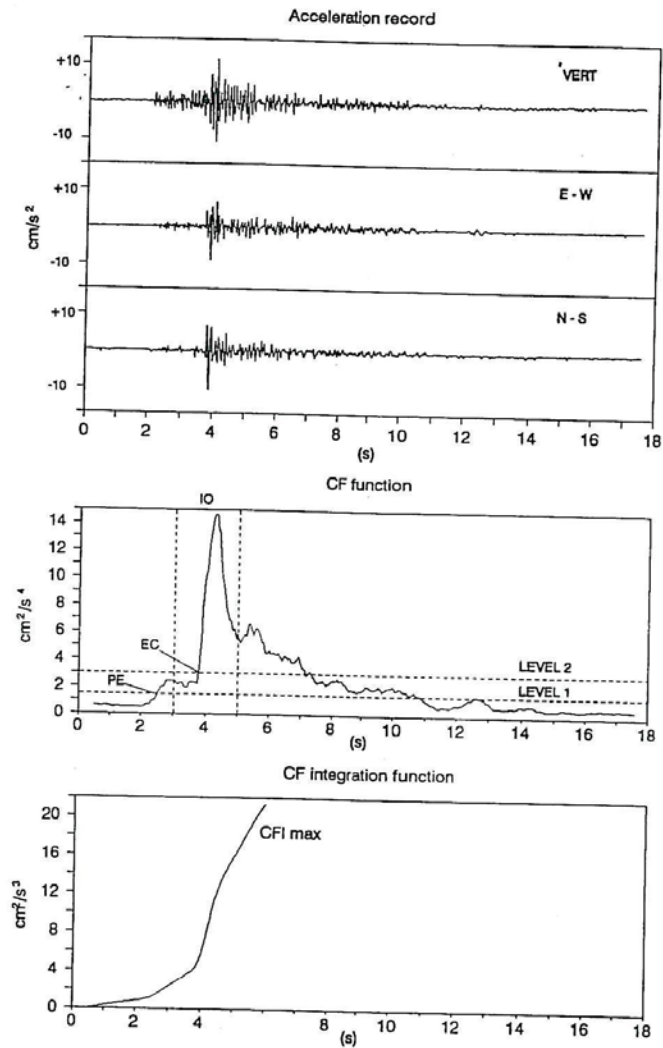 Acceleration record
+10
'VERT
-10
+10
E - W
cm/s²
-10
+10
N - S
-10
0 2 4 6 8 10 12 14 16 18
(s)
CF function
IO
14
12
10
cm²/s⁴
8
6
EC
4
LEVEL 2
PE
2
LEVEL 1
0
0 2 4 6 8 10 12 14 16 18
(s)
CF integration function
20
CFI max
16
cm²/s³
12
8
4
0
0 2 4 6 8 10 12 14 16 18
(s)